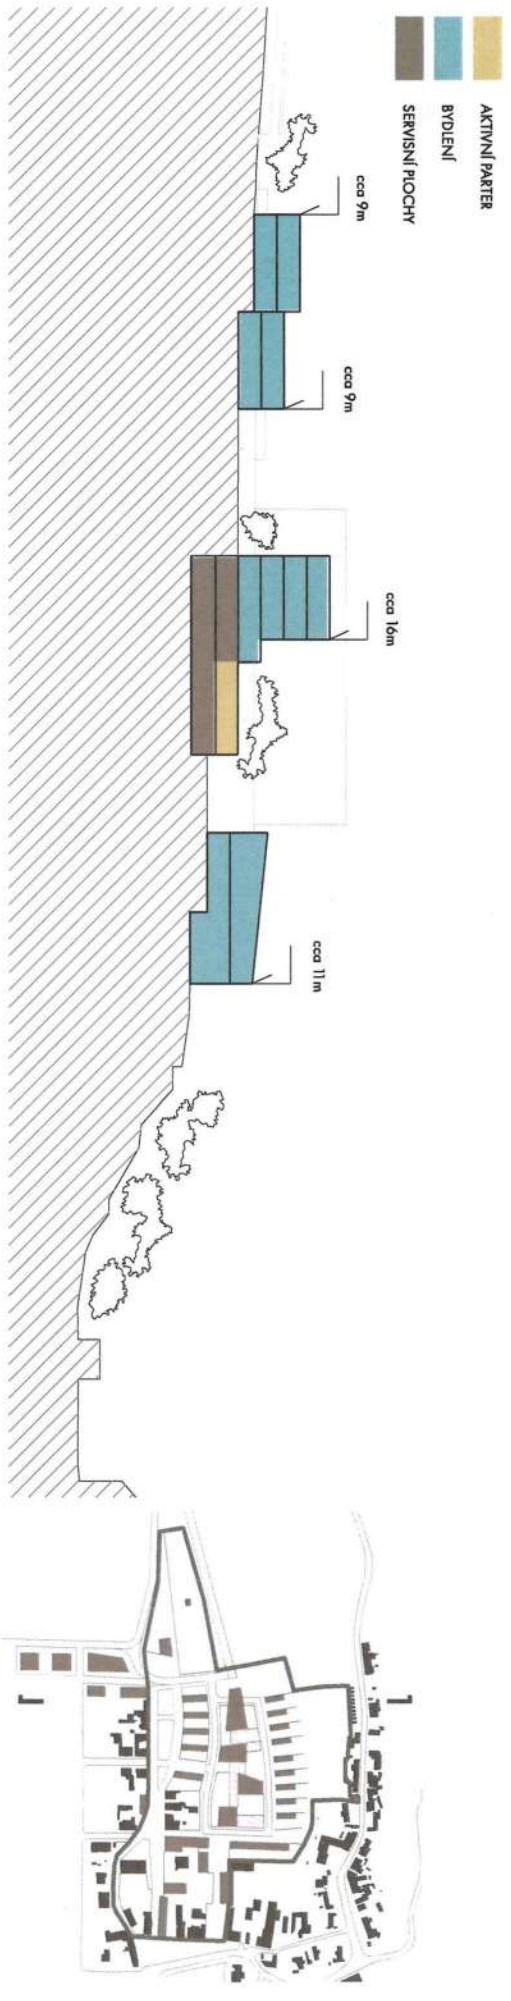 AKTIVNÍ PARTER
BYDLENÍ
SERVISNÍ PLOCHY
cca 9m
cca 9m
cca 16m
cca 11m